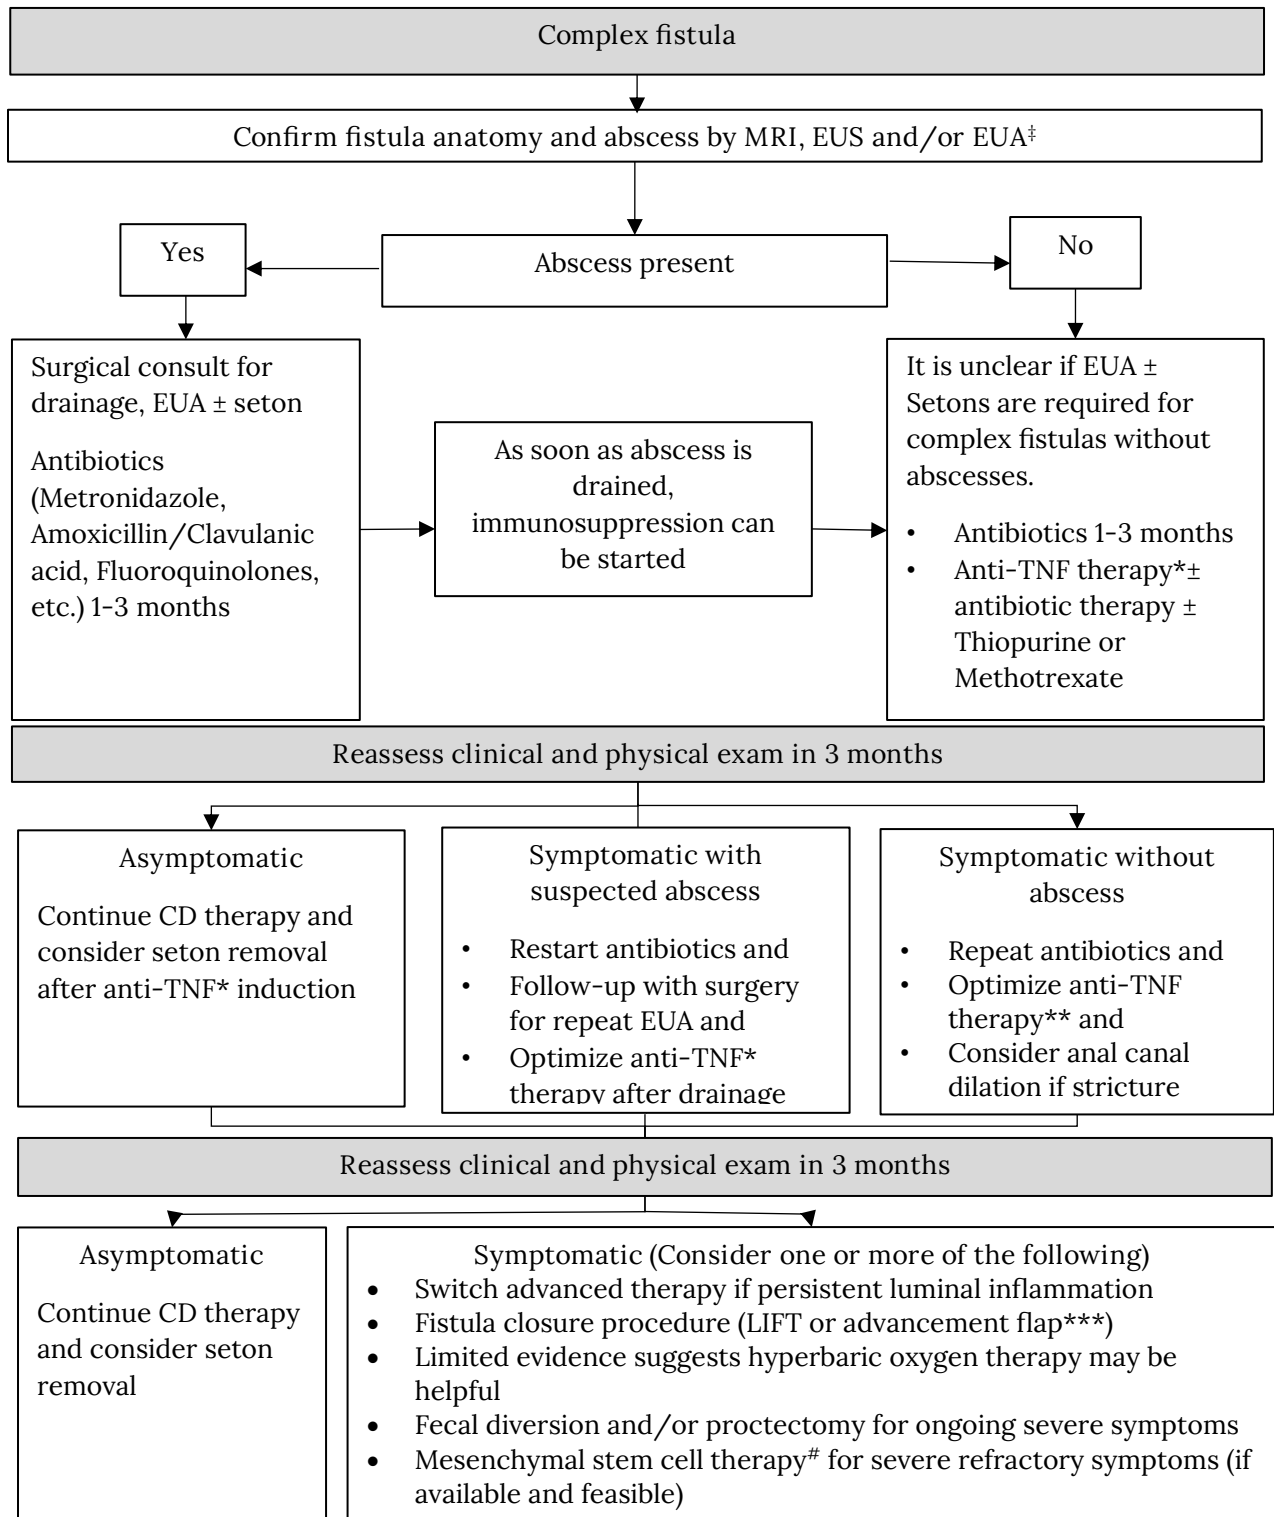 Complex fistula
Confirm fistula anatomy and abscess by MRI, EUS and/or EUA‡
Yes
Abscess present
No
Surgical consult for
drainage, EUA ± seton
Antibiotics
(Metronidazole,
Amoxicillin/Clavulanic
acid, Fluoroquinolones,
etc.) 1-3 months
As soon as abscess is
drained,
immunosuppression can
be started
It is unclear if EUA ±
Setons are required for
complex fistulas without
abscesses.
• Antibiotics 1-3 months
• Anti-TNF therapy*±
antibiotic therapy ±
Thiopurine or
Methotrexate
Reassess clinical and physical exam in 3 months
Asymptomatic
Continue CD therapy and
consider seton removal
after anti-TNF* induction
Symptomatic with
suspected abscess
• Restart antibiotics and
• Follow-up with surgery
for repeat EUA and
• Optimize anti-TNF*
therapy after drainage
Symptomatic without
abscess
• Repeat antibiotics and
• Optimize anti-TNF
therapy** and
• Consider anal canal
dilation if stricture
Reassess clinical and physical exam in 3 months
Asymptomatic
Continue CD therapy
and consider seton
removal
Symptomatic (Consider one or more of the following)
• Switch advanced therapy if persistent luminal inflammation
• Fistula closure procedure (LIFT or advancement flap***)
• Limited evidence suggests hyperbaric oxygen therapy may be
helpful
• Fecal diversion and/or proctectomy for ongoing severe symptoms
• Mesenchymal stem cell therapy# for severe refractory symptoms (if
available and feasible)